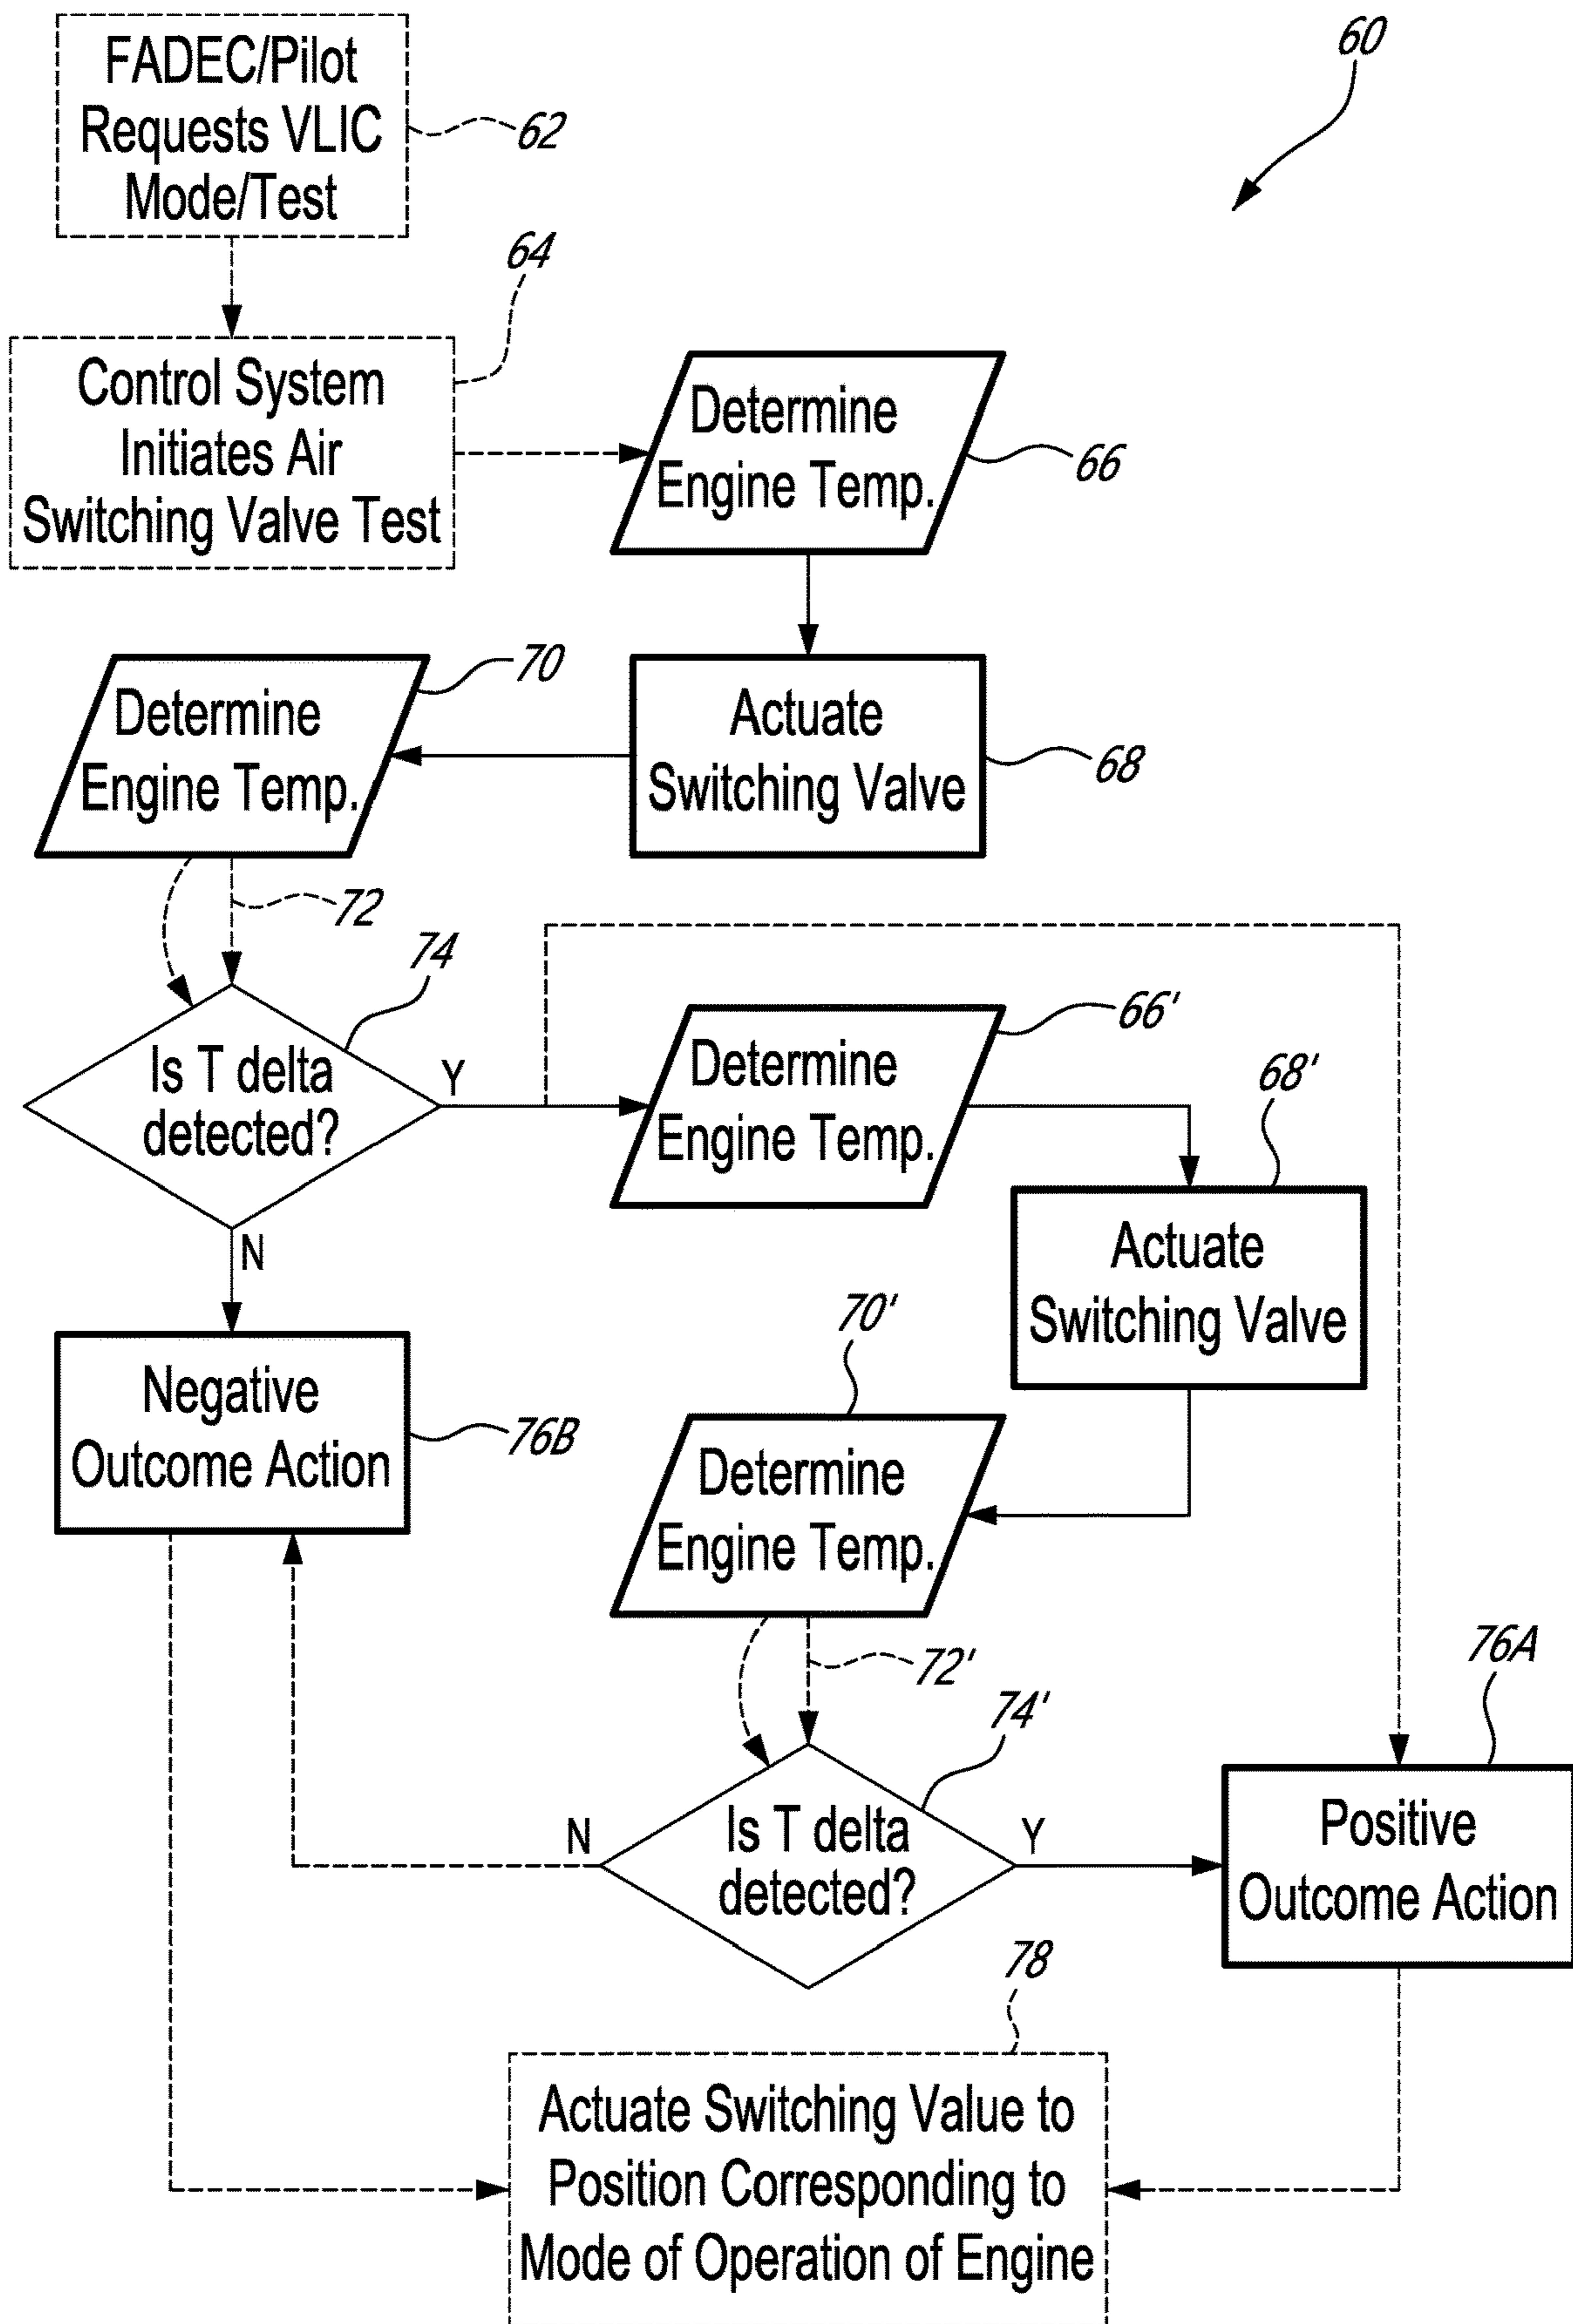 60
FADEC/Pilot
Requests VLIC
Mode/Test
62
64
Control System
Initiates Air
Switching Valve Test
Determine
Engine Temp.
66
70
Determine
Engine Temp.
Actuate
Switching Valve
68
72
74
Is T delta
detected?
Y
N
66'
Determine
Engine Temp.
68'
Actuate
Switching Valve
Negative
Outcome Action
76B
70'
Determine
Engine Temp.
72'
74'
76A
Is T delta
detected?
N
Y
Positive
Outcome Action
78
Actuate Switching Value to
Position Corresponding to
Mode of Operation of Engine